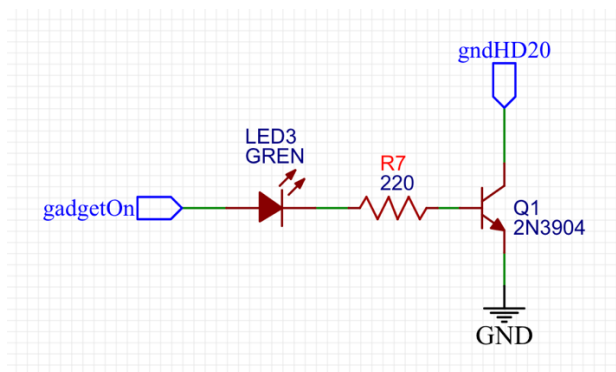 gndHD20
LED3
GREN
R7
220
gadgetOn
Q1
2N3904
GND